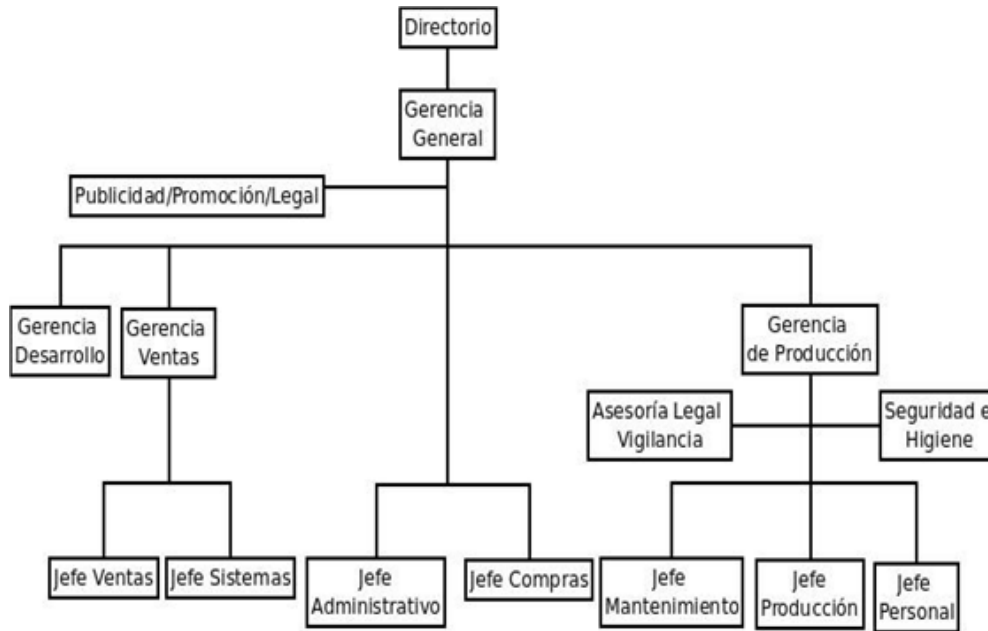 Directorio
Gerencia
General
Publicidad/Promoción/Legal
Gerencia
Desarrollo
Gerencia
Ventas
Gerencia
de Producción
Asesoría Legal
Vigilancia
Seguridad e
Higiene
Jefe Ventas
Jefe Sistemas
Jefe
Administrativo
Jefe Compras
Jefe
Mantenimiento
Jefe
Producción
Jefe
Personal